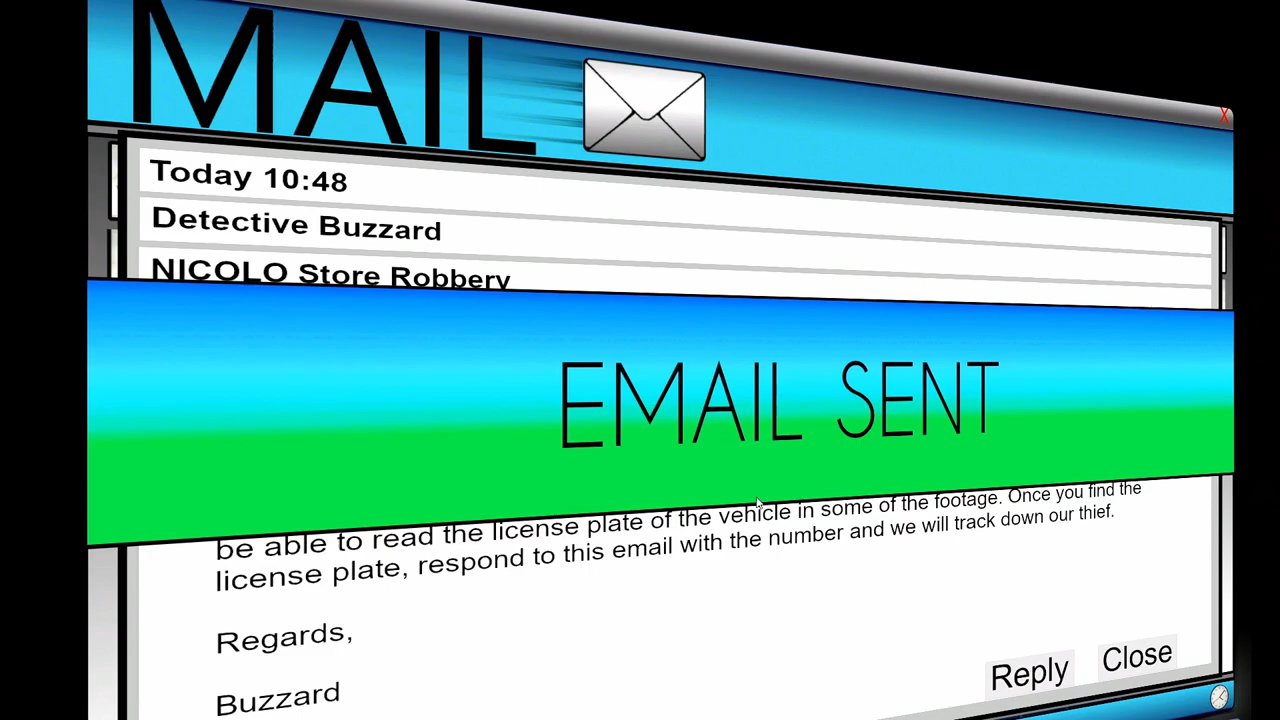 MAIL
X
Today 10:48
Detective Buzzard
NICOLO Store Robbery
EMAIL SENT
be able to read the license plate of the vehicle in some of the footage. Once you find the
license plate, respond to this email with the number and we will track down our thief.
Regards,
Buzzard
Reply Close